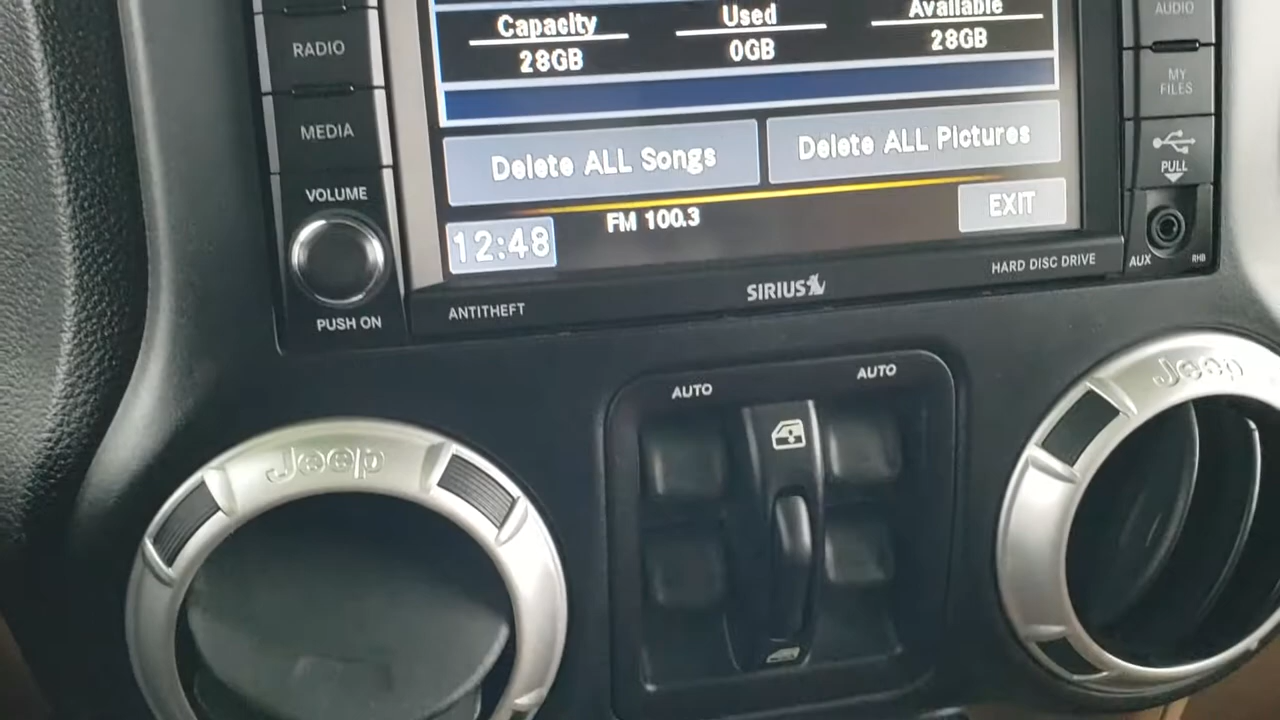 Capacity Used Available
28GB 0GB 28GB
Delete ALL Songs Delete ALL Pictures
12:48 FM 100.3 EXIT
RADIO
MEDIA
VOLUME
PUSH ON
AUDIO
MY
FILES
PULL
AUX RHB
ANTITHEFT SIRIUS HARD DISC DRIVE
AUTO AUTO
Jeep Jeep